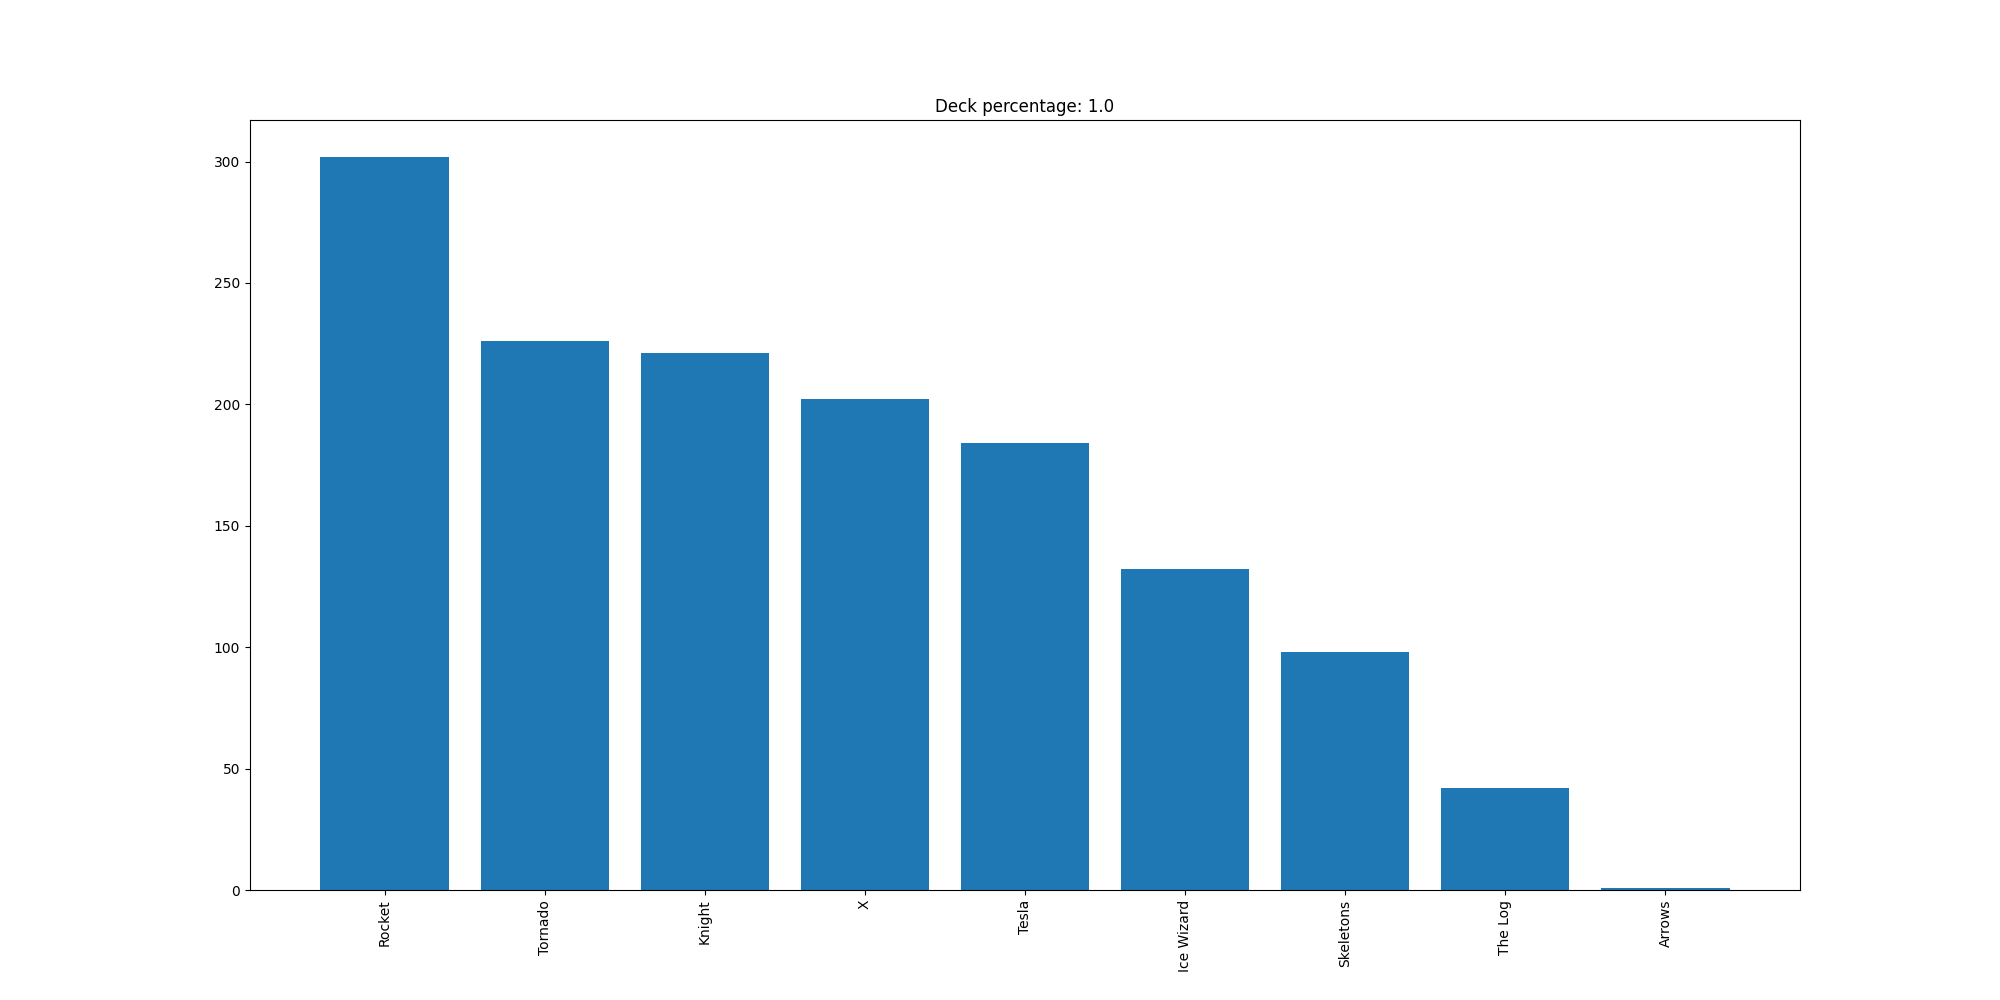 Deck percentage: 1.0
300
250
200
150
100
50
0
Rocket
Tornado
Knight
X
Tesla
Ice Wizard
Skeletons
The Log
Arrows